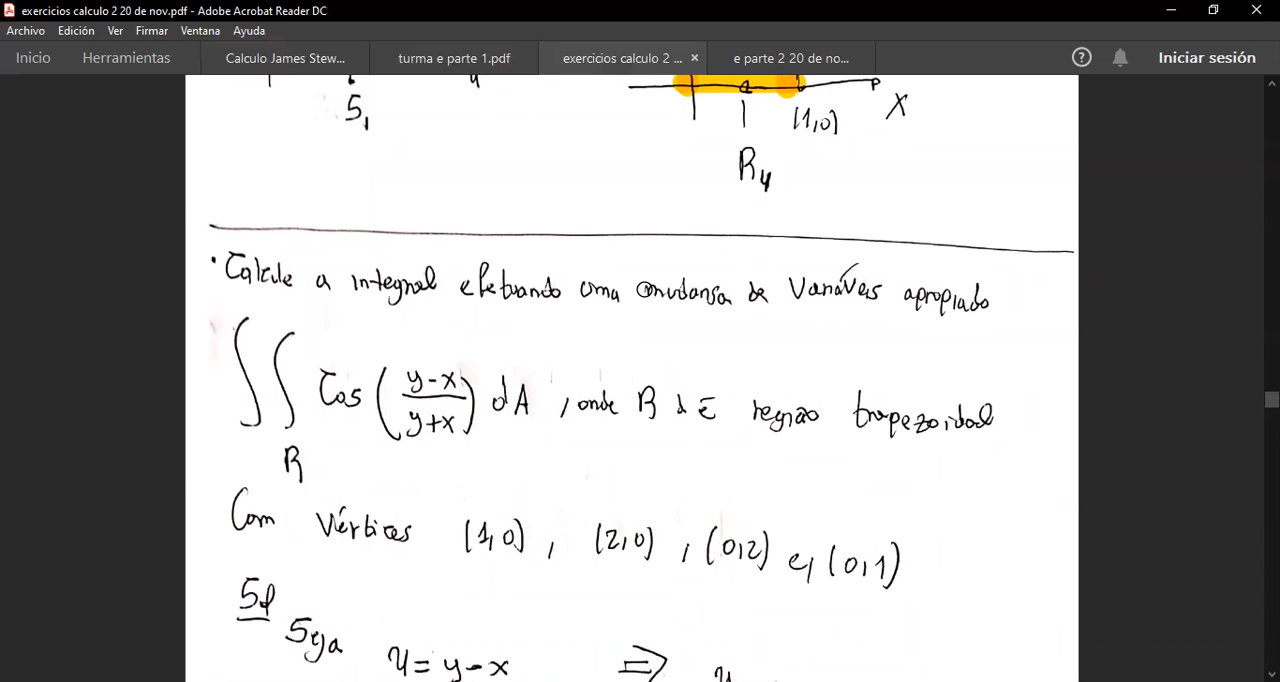 exercicios calculo 2 20 de nov.pdf - Adobe Acrobat Reader DC
Archivo Edición Ver Firmar Ventana Ayuda
Inicio Herramientas Calculo James Stew... turma e parte 1.pdf exercicios calculo 2 ... × e parte 2 20 de no... Iniciar sesión
S₁ (1,0) X
R₄
• Calcule a integral efetuando uma mudansa de Variáveis apropiado
∫∫ Cos ( y-x / y+x ) dA , onde R é região trapezoidal
R
Com Vértices (1,0) , (2,0) , (0,2) e, (0,1)
Sol
Seja u = y - x ⇒